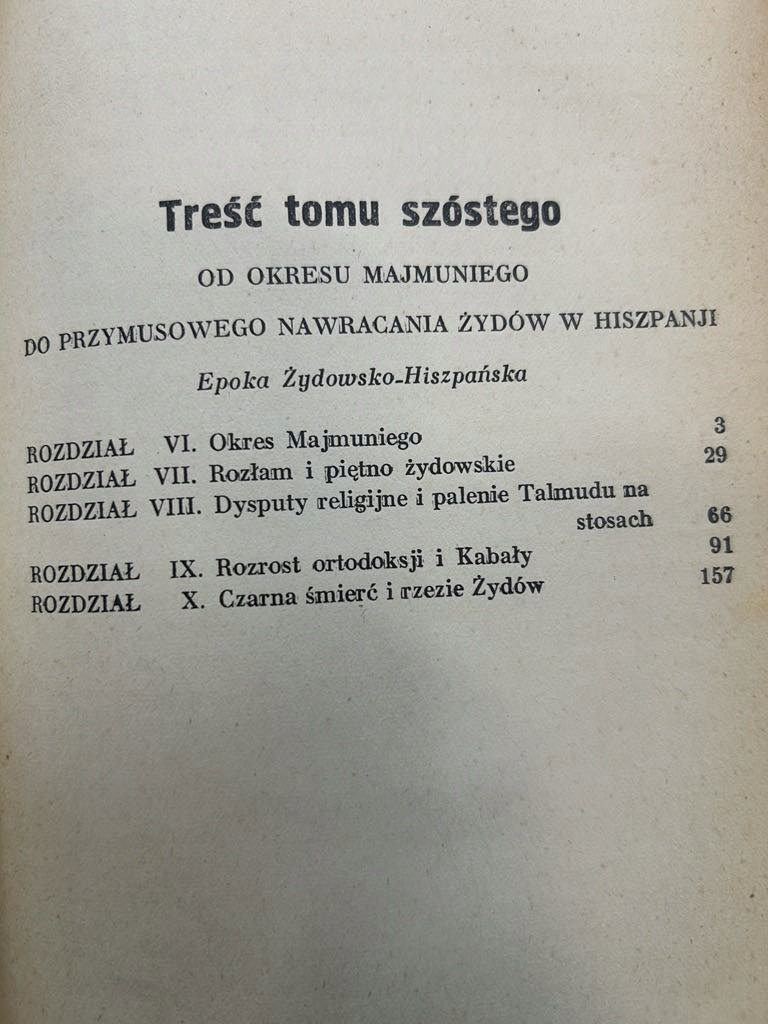 Treść tomu szóstego
OD OKRESU MAJMUNIEGO
DO PRZYMUSOWEGO NAWRACANIA ŻYDÓW W HISZPANJI
Epoka Żydowsko-Hiszpańska
ROZDZIAŁ VI. Okres Majmuniego 3
ROZDZIAŁ VII. Rozłam i piętno żydowskie 29
ROZDZIAŁ VIII. Dysputy religijne i palenie Talmudu na
stosach 66
ROZDZIAŁ IX. Rozrost ortodoksji i Kabały 91
ROZDZIAŁ X. Czarna śmierć i rzezie Żydów 157